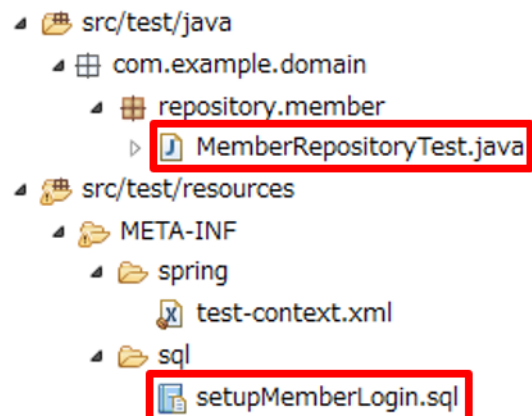 src/test/java
com.example.domain
repository.member
MemberRepositoryTest.java
src/test/resources
META-INF
spring
test-context.xml
sql
setupMemberLogin.sql